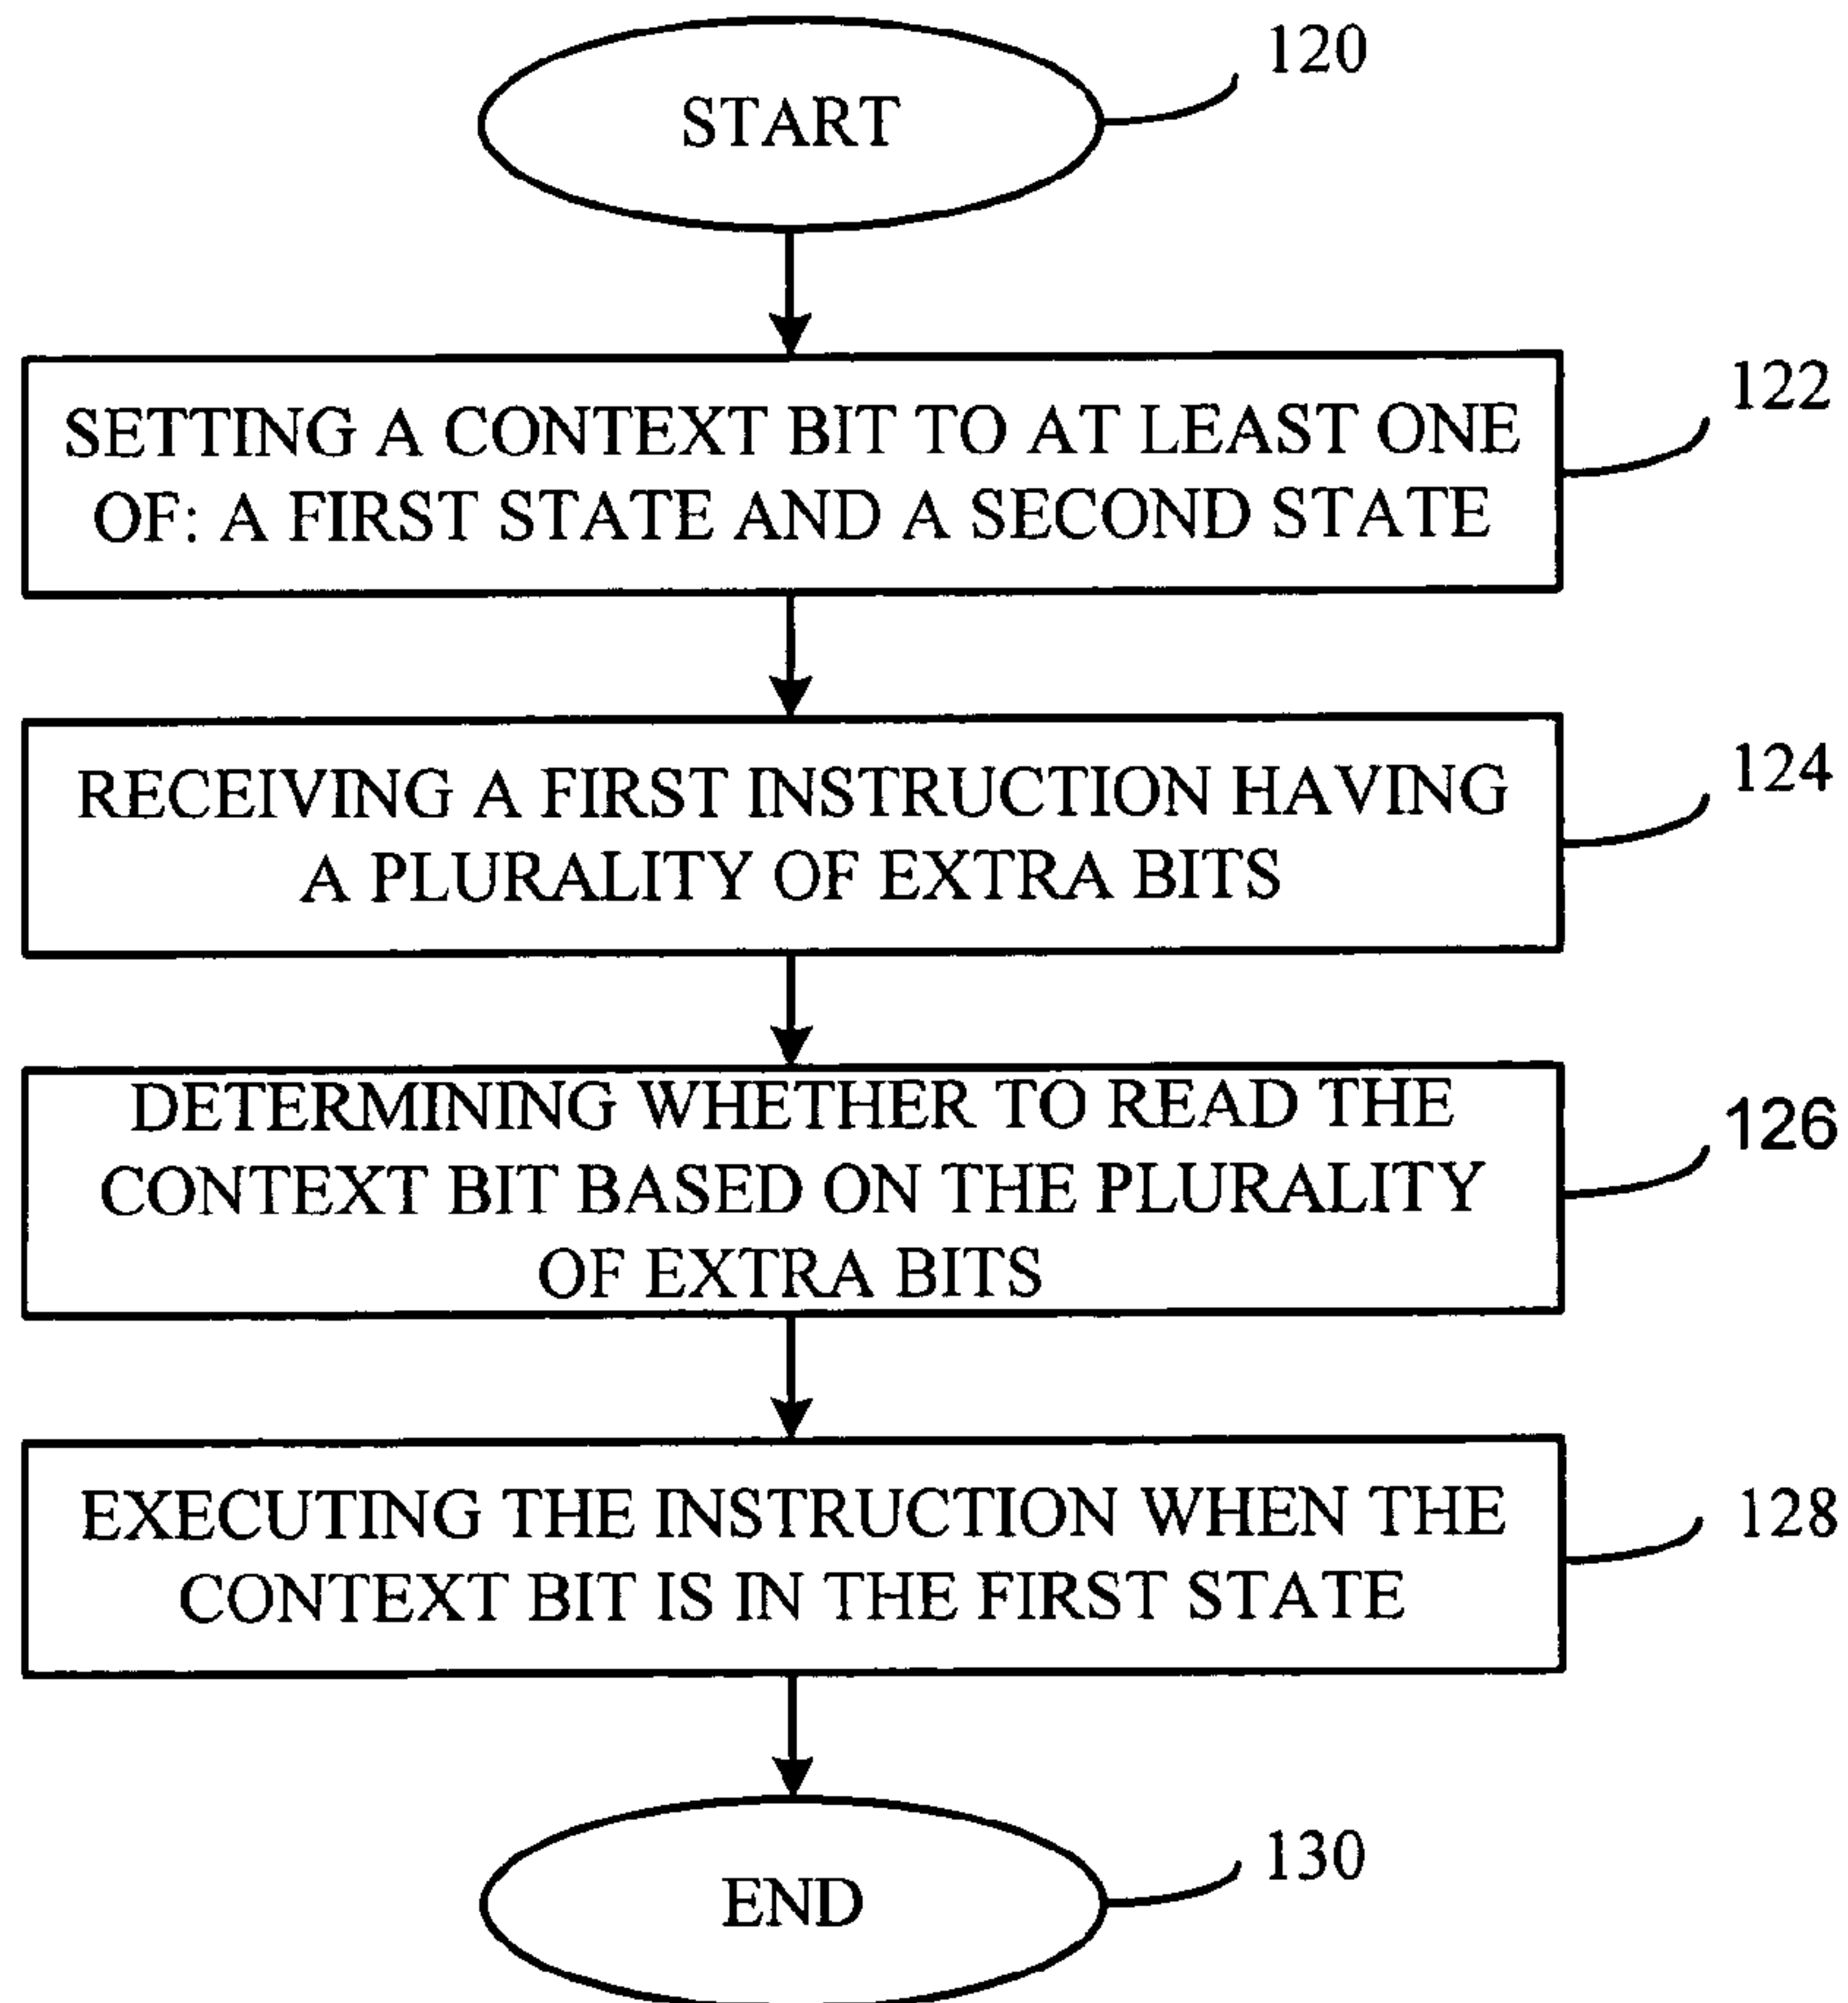 120
START
122
SETTING A CONTEXT BIT TO AT LEAST ONE
OF: A FIRST STATE AND A SECOND STATE
124
RECEIVING A FIRST INSTRUCTION HAVING
A PLURALITY OF EXTRA BITS
126
DETERMINING WHETHER TO READ THE
CONTEXT BIT BASED ON THE PLURALITY
OF EXTRA BITS
128
EXECUTING THE INSTRUCTION WHEN THE
CONTEXT BIT IS IN THE FIRST STATE
130
END